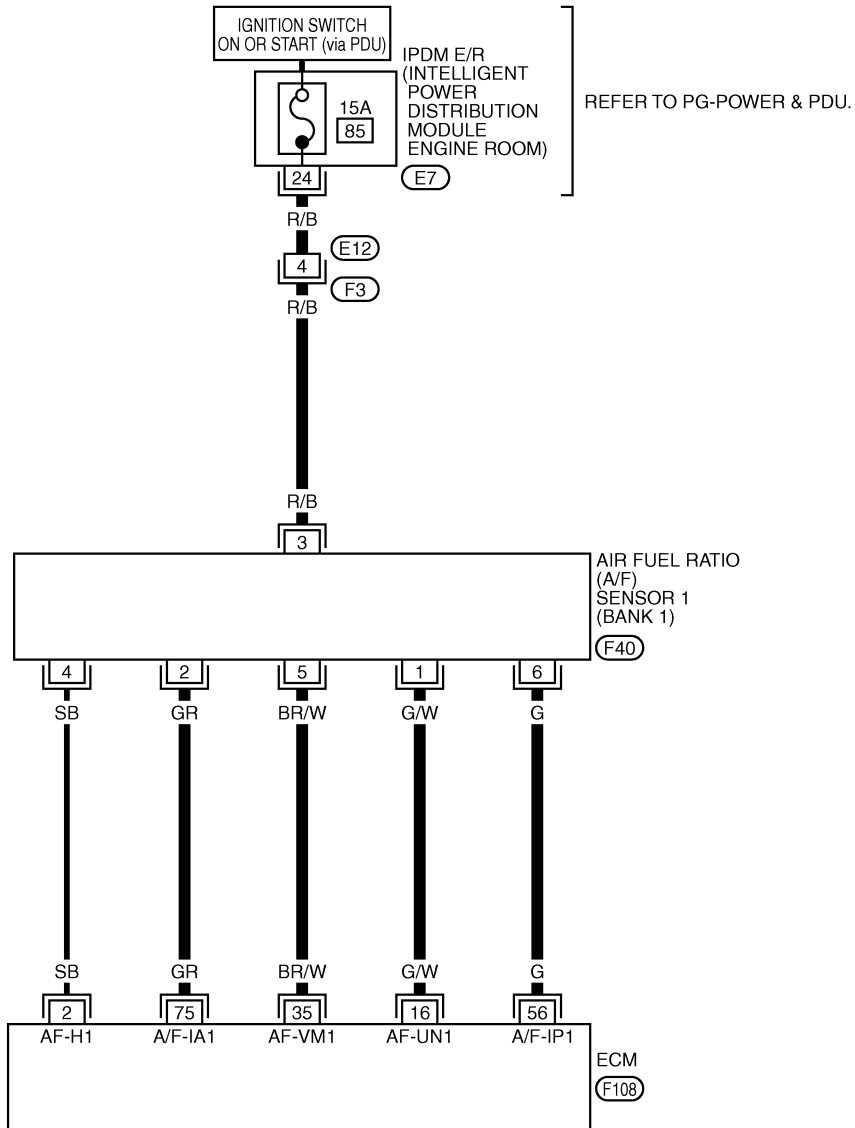 IGNITION SWITCH
ON OR START (via PDU)
IPDM E/R
(INTELLIGENT
POWER
DISTRIBUTION
MODULE
ENGINE ROOM)
REFER TO PG-POWER & PDU.
15A
85
24
E7
R/B
E12
4
F3
R/B
R/B
3
AIR FUEL RATIO
(A/F)
SENSOR 1
(BANK 1)
F40
4 2 5 1 6
SB GR BR/W G/W G
SB GR BR/W G/W G
2 75 35 16 56
AF-H1 A/F-IA1 AF-VM1 AF-UN1 A/F-IP1
ECM
F108